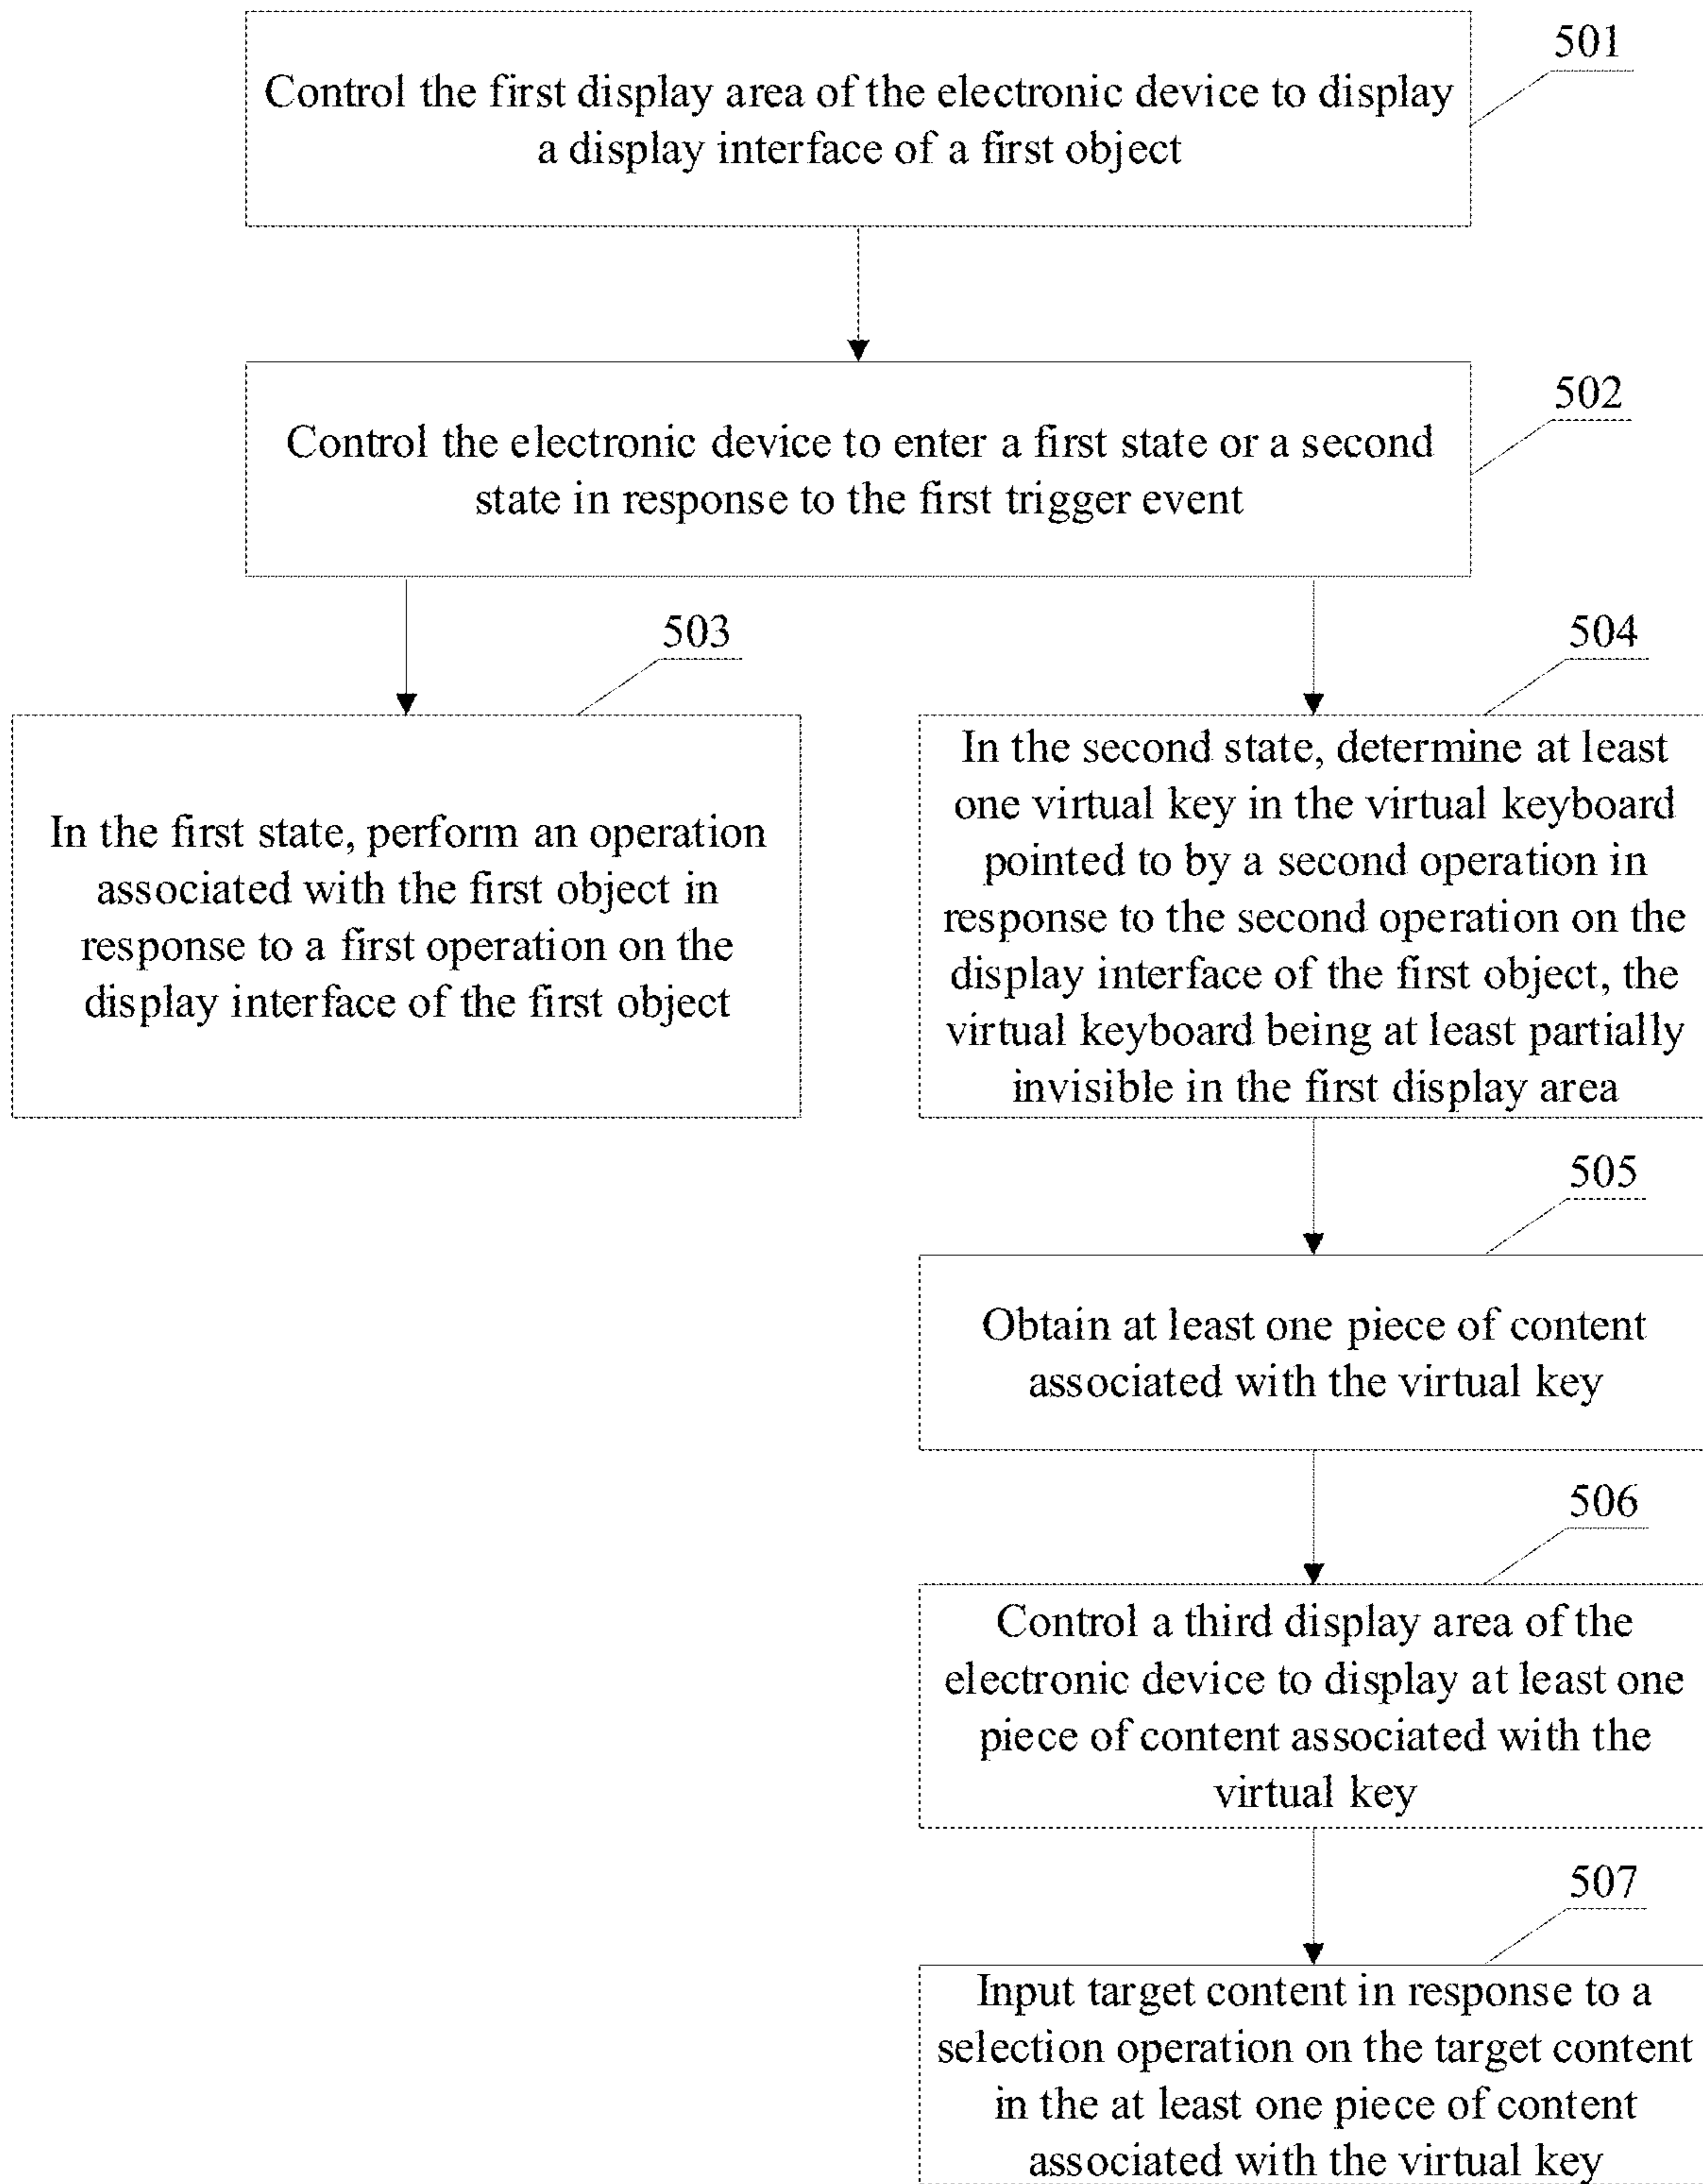 501
Control the first display area of the electronic device to display
a display interface of a first object
502
Control the electronic device to enter a first state or a second
state in response to the first trigger event
503
In the first state, perform an operation
associated with the first object in
response to a first operation on the
display interface of the first object
504
In the second state, determine at least
one virtual key in the virtual keyboard
pointed to by a second operation in
response to the second operation on the
display interface of the first object, the
virtual keyboard being at least partially
invisible in the first display area
505
Obtain at least one piece of content
associated with the virtual key
506
Control a third display area of the
electronic device to display at least one
piece of content associated with the
virtual key
507
Input target content in response to a
selection operation on the target content
in the at least one piece of content
associated with the virtual key